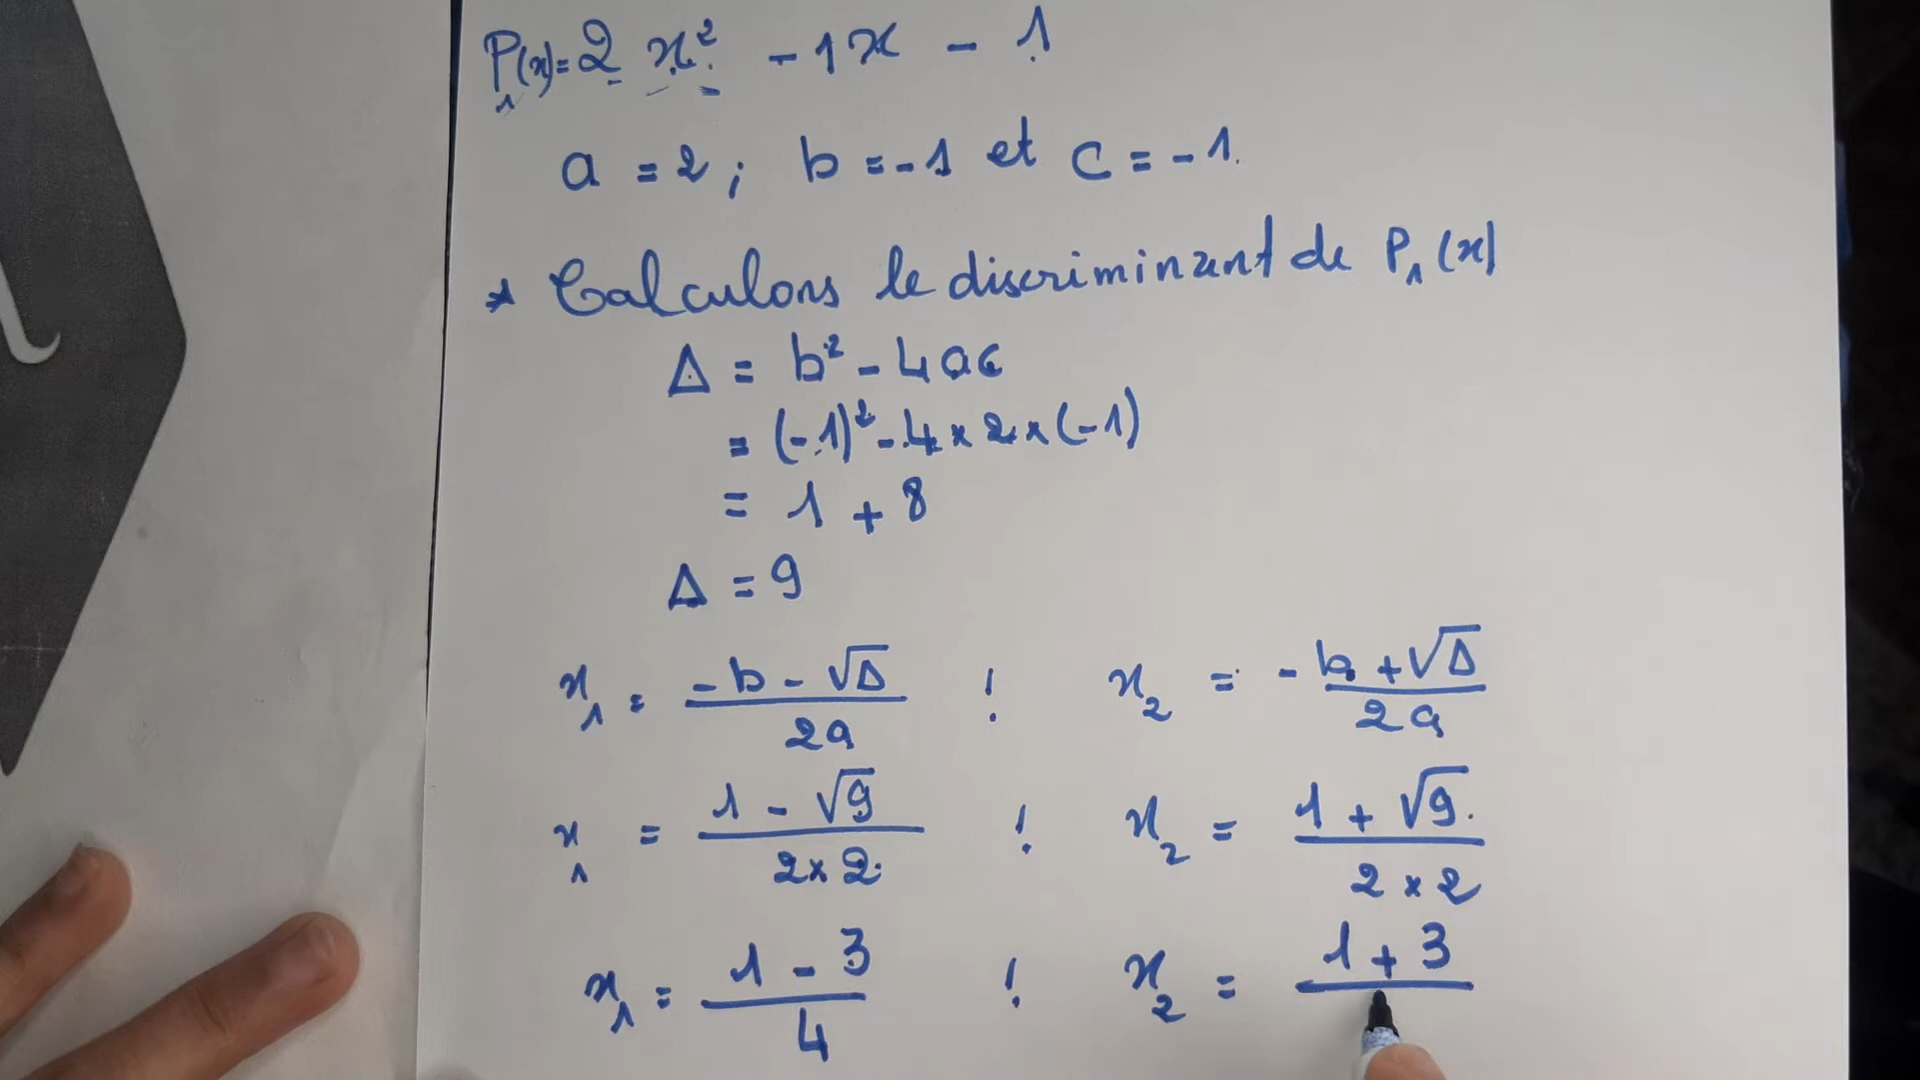 P₁(x)=2x² -1x - 1
a = 2 ; b = -1 et c = -1.
* Calculons le discriminant de P₁(x)
Δ = b² - 4ac
= (-1)² - 4 × 2 × (-1)
= 1 + 8
Δ = 9
x₁ = (-b - √Δ)/(2a) ; x₂ = (-b + √Δ)/(2a)
x₁ = (1 - √9)/(2×2) ; x₂ = (1 + √9)/(2 × 2)
x₁ = (1 - 3)/4 ; x₂ = (1 + 3)/